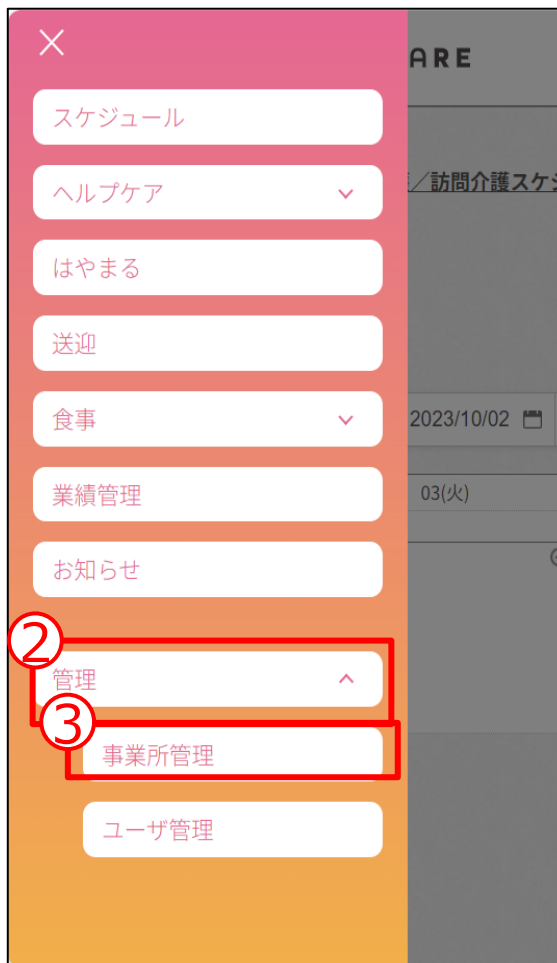 ARE
スケジュール
ヘルプケア
／訪問介護スケジ
はやまる
送迎
食事
2023/10/02
業績管理
03(火)
お知らせ
②
管理
③
事業所管理
ユーザ管理